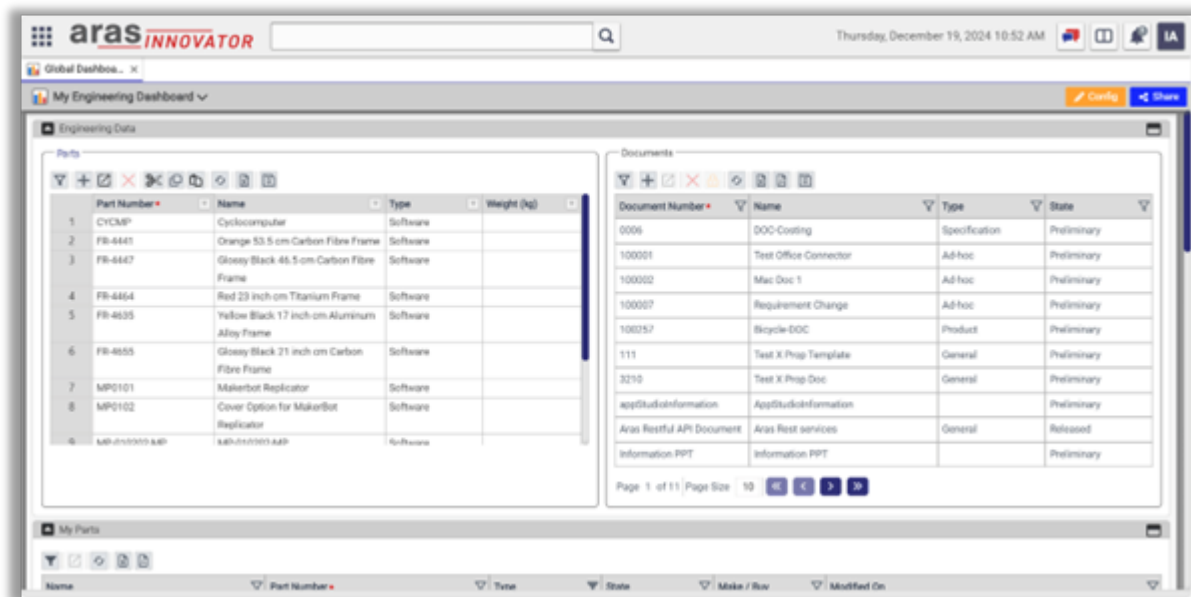 aras INNOVATOR
Thursday, December 19, 2024 10:52 AM
IA
Global Dashboa... ×
My Engineering Dashboard
Config
Share
Engineering Data
Parts
Part Number• Name Type Weight (kg)
1 CYCMP Cyclocomputer Software
2 FR-4441 Orange 53.5 cm Carbon Fibre Frame Software
3 FR-4447 Glossy Black 46.5 cm Carbon Fibre
Frame
Software
4 FR-4464 Red 23 inch cm Titanium Frame Software
5 FR-4635 Yellow Black 17 inch cm Aluminum
Alloy Frame
Software
6 FR-4655 Glossy Black 21 inch cm Carbon
Fibre Frame
Software
7 MP0101 Makerbot Replicator Software
8 MP0102 Cover Option for MakerBot
Replicator
Software
9 MP-010202-MP MP-010202-MP Software
Documents
Document Number• Name Type State
0006 DOC-Costing Specification Preliminary
100001 Test Office Connector Ad-hoc Preliminary
100002 Mac Doc 1 Ad-hoc Preliminary
100007 Requirement Change Ad-hoc Preliminary
100257 Bicycle-DOC Product Preliminary
111 Test X Prop Template General Preliminary
3210 Test X Prop Doc General Preliminary
appStudioInformation AppStudioInformation Preliminary
Aras Restful API Document Aras Rest services General Released
Information PPT Information PPT Preliminary
Page 1 of 11 Page Size 10
My Parts
Name Part Number• Type State Make / Buy Modified On